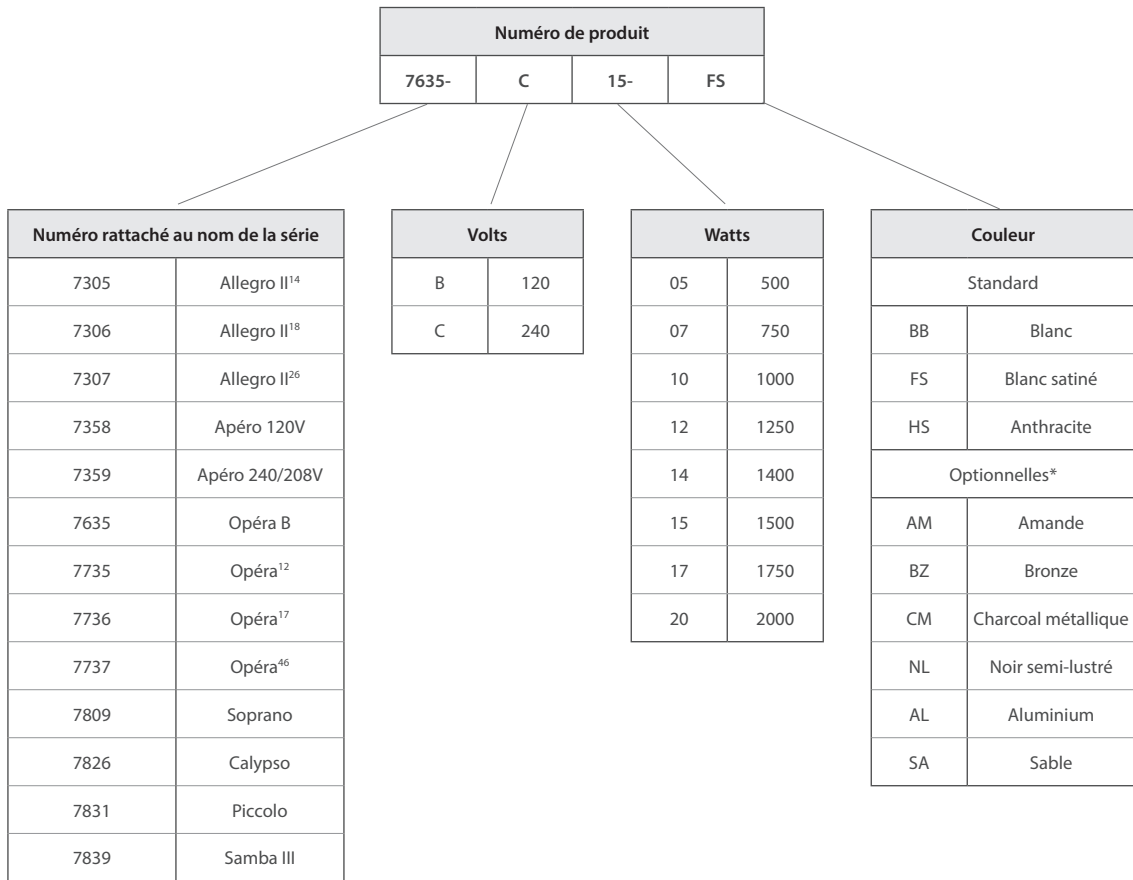 Numéro de produit
7635- C 15- FS
Numéro rattaché au nom de la série
7305 Allegro II¹⁴
7306 Allegro II¹⁸
7307 Allegro II²⁶
7358 Apéro 120V
7359 Apéro 240/208V
7635 Opéra B
7735 Opéra¹²
7736 Opéra¹⁷
7737 Opéra⁴⁶
7809 Soprano
7826 Calypso
7831 Piccolo
7839 Samba III
Volts
B 120
C 240
Watts
05 500
07 750
10 1000
12 1250
14 1400
15 1500
17 1750
20 2000
Couleur
Standard
BB Blanc
FS Blanc satiné
HS Anthracite
Optionnelles*
AM Amande
BZ Bronze
CM Charcoal métallique
NL Noir semi-lustré
AL Aluminium
SA Sable